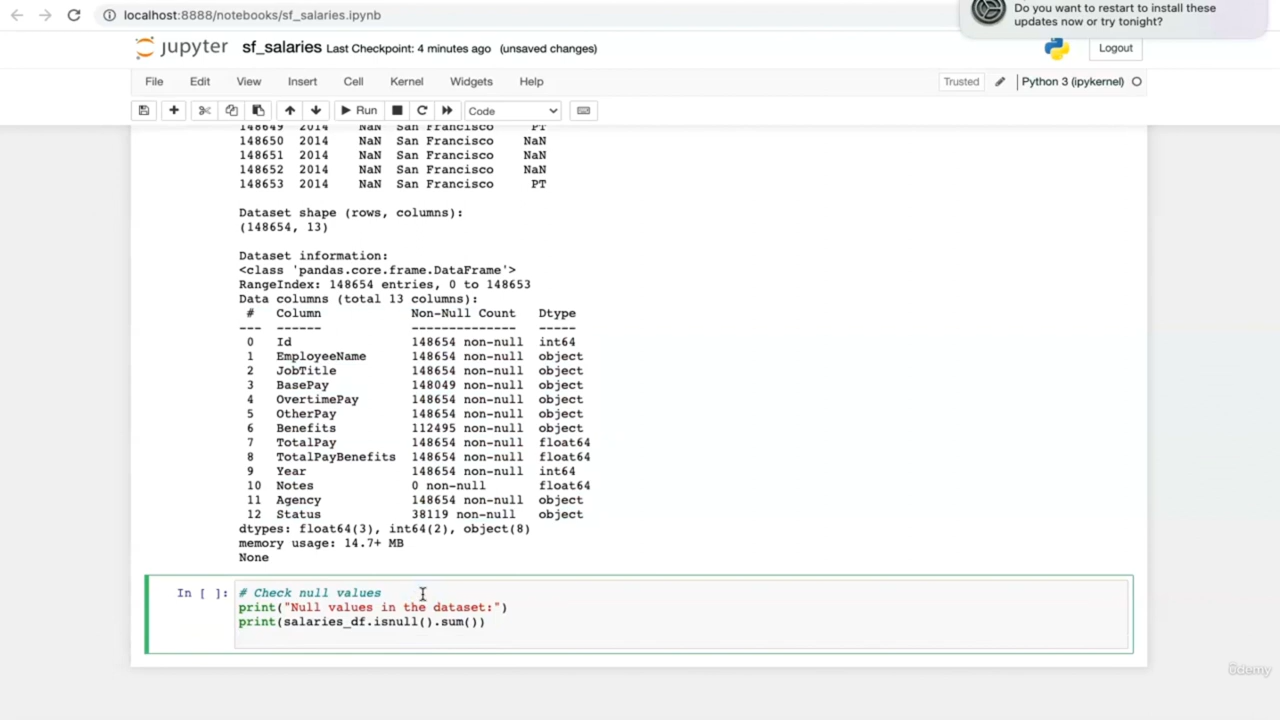 localhost:8888/notebooks/sf_salaries.ipynb
Do you want to restart to install these
updates now or try tonight?
jupyter sf_salaries Last Checkpoint: 4 minutes ago (unsaved changes)
Logout
File Edit View Insert Cell Kernel Widgets Help
Trusted Python 3 (ipykernel)
Run Code
148649 2014 NaN San Francisco PT
148650 2014 NaN San Francisco NaN
148651 2014 NaN San Francisco NaN
148652 2014 NaN San Francisco NaN
148653 2014 NaN San Francisco PT
Dataset shape (rows, columns):
(148654, 13)
Dataset information:
<class 'pandas.core.frame.DataFrame'>
RangeIndex: 148654 entries, 0 to 148653
Data columns (total 13 columns):
# Column Non-Null Count Dtype
--- ------ -------------- -----
0 Id 148654 non-null int64
1 EmployeeName 148654 non-null object
2 JobTitle 148654 non-null object
3 BasePay 148049 non-null object
4 OvertimePay 148654 non-null object
5 OtherPay 148654 non-null object
6 Benefits 112495 non-null object
7 TotalPay 148654 non-null float64
8 TotalPayBenefits 148654 non-null float64
9 Year 148654 non-null int64
10 Notes 0 non-null float64
11 Agency 148654 non-null object
12 Status 38119 non-null object
dtypes: float64(3), int64(2), object(8)
memory usage: 14.7+ MB
None
In [ ]: # Check null values
print("Null values in the dataset:")
print(salaries_df.isnull().sum())
ûdemy